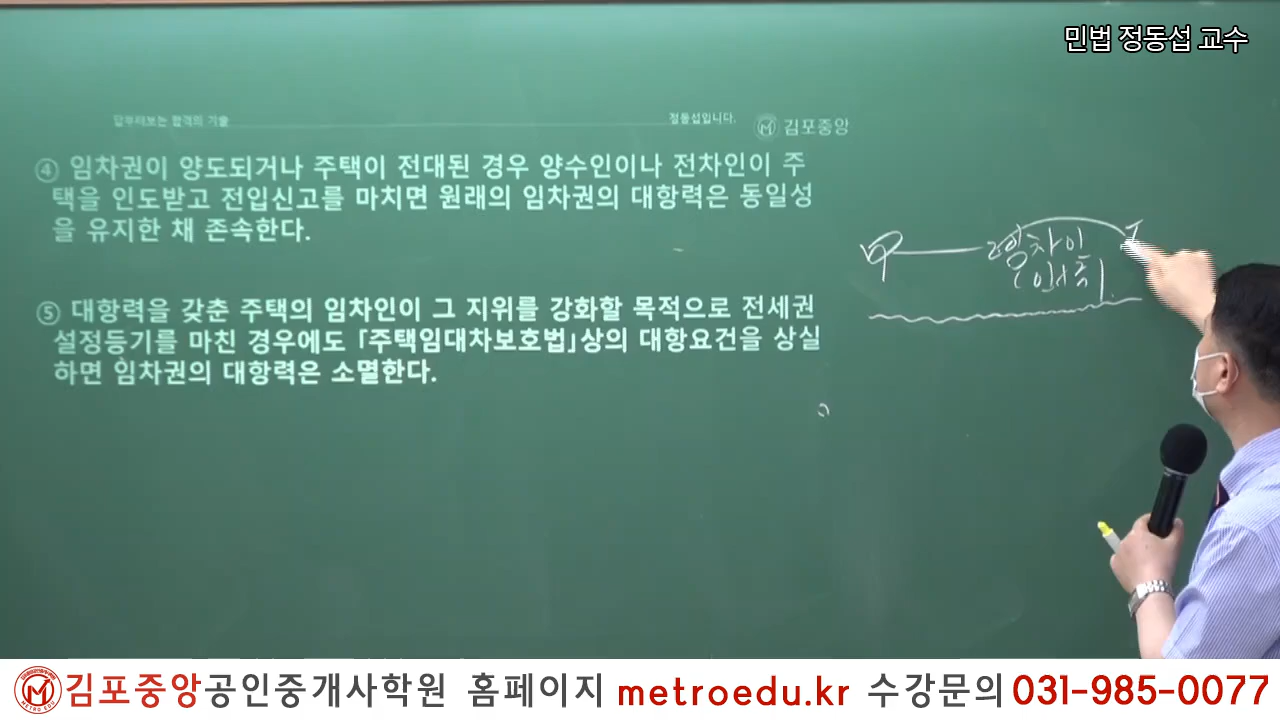 민법 정동섭 교수
답부터보는 합격의 기술
정동섭입니다.
김포중앙
④ 임차권이 양도되거나 주택이 전대된 경우 양수인이나 전차인이 주
택을 인도받고 전입신고를 마치면 원래의 임차권의 대항력은 동일성
을 유지한 채 존속한다.
⑤ 대항력을 갖춘 주택의 임차인이 그 지위를 강화할 목적으로 전세권
설정등기를 마친 경우에도 「주택임대차보호법」상의 대항요건을 상실
하면 임차권의 대항력은 소멸한다.
甲
임차인
김포중앙공인중개사학원 홈페이지 metroedu.kr 수강문의 031-985-0077